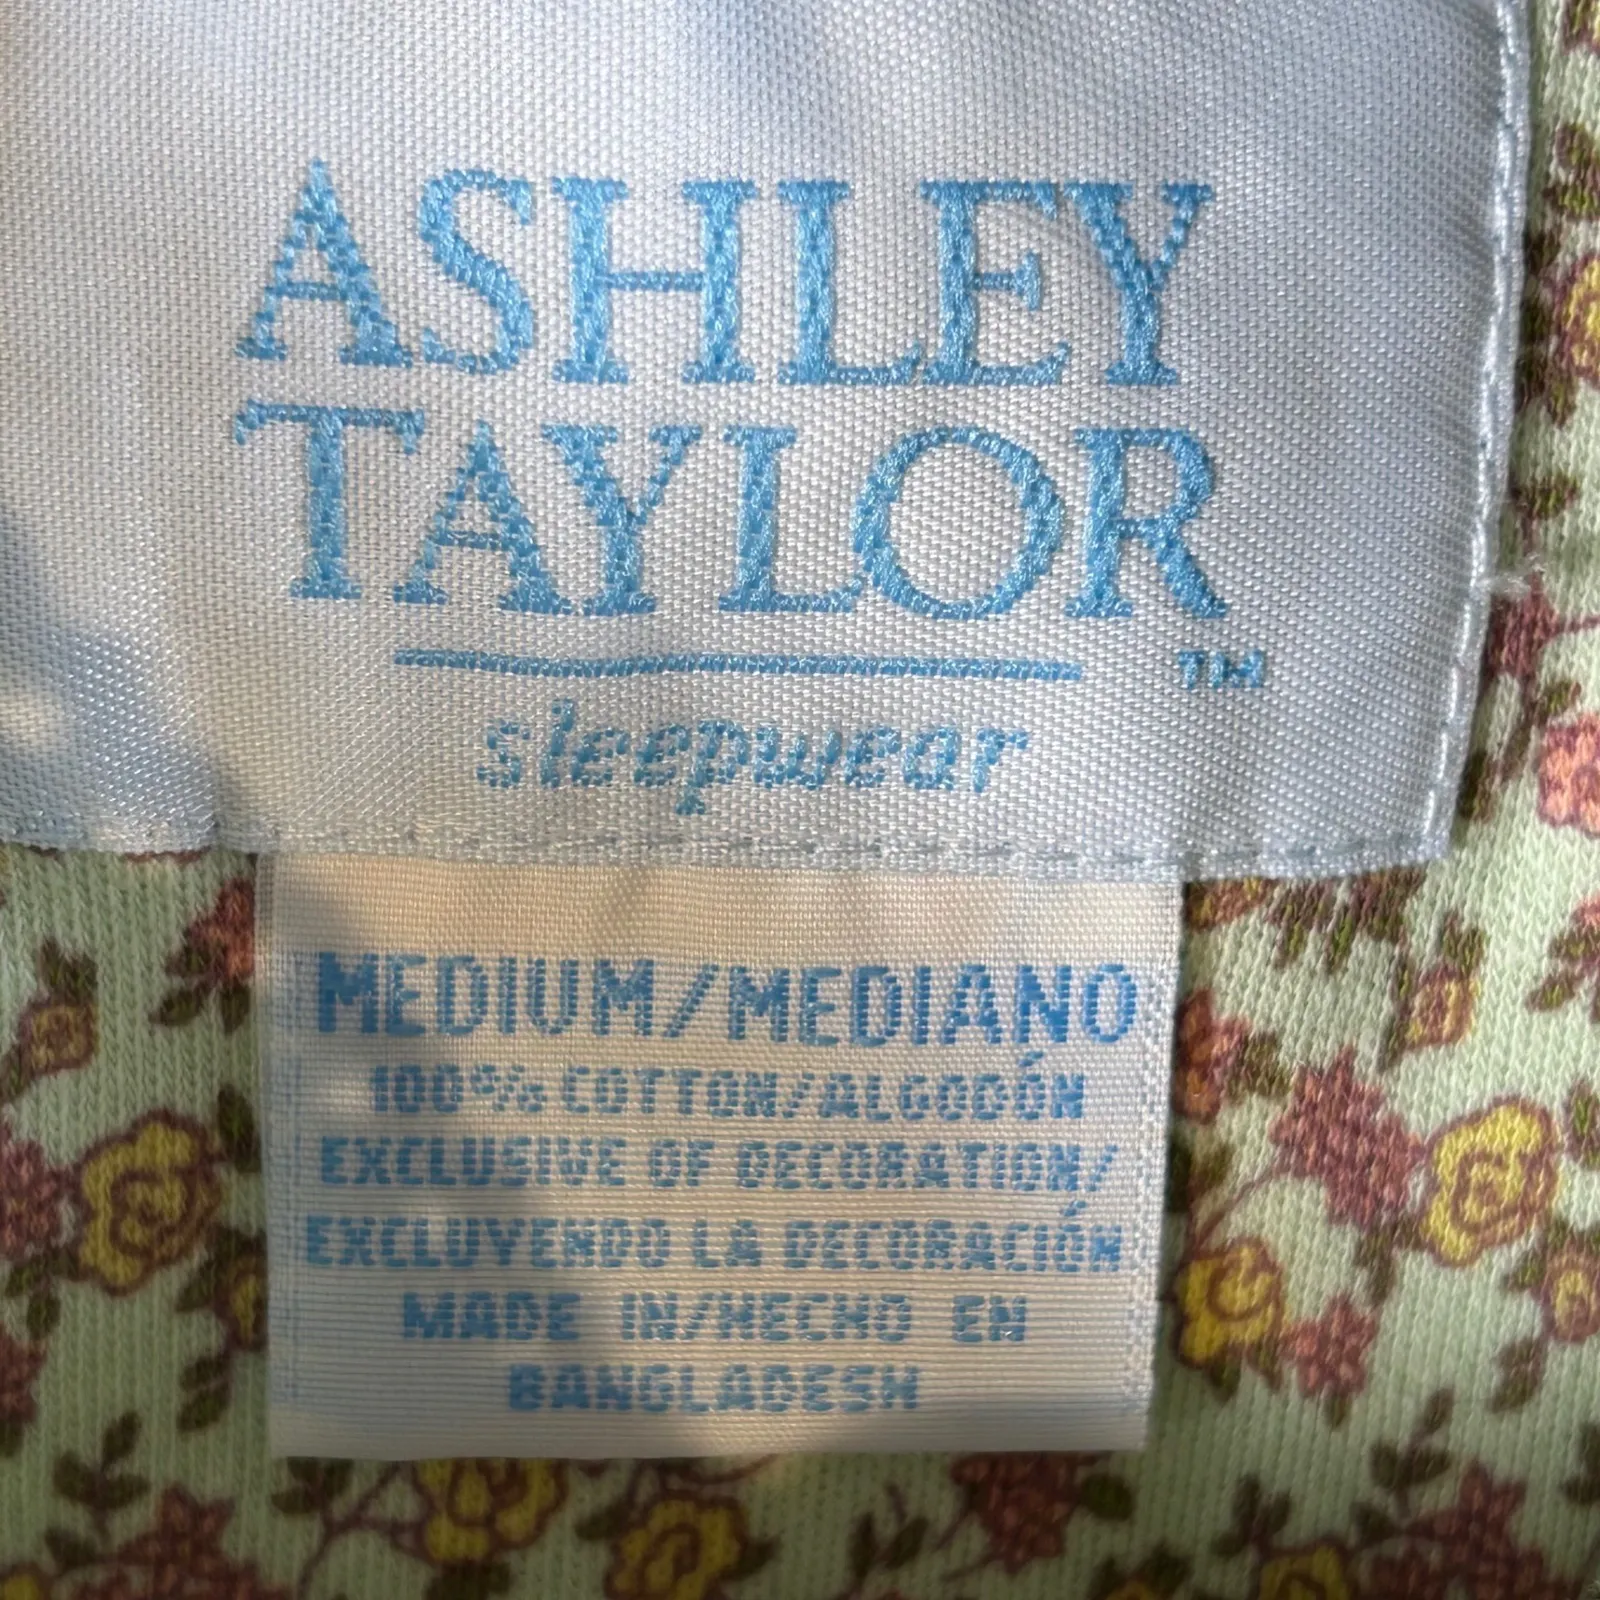 ASHLEY
TAYLOR
™
sleepwear
MEDIUM/MEDIANO
100% COTTON/ALGODÓN
EXCLUSIVE OF DECORATION/
EXCLUYENDO LA DECORACIÓN
MADE IN/HECHO EN
BANGLADESH